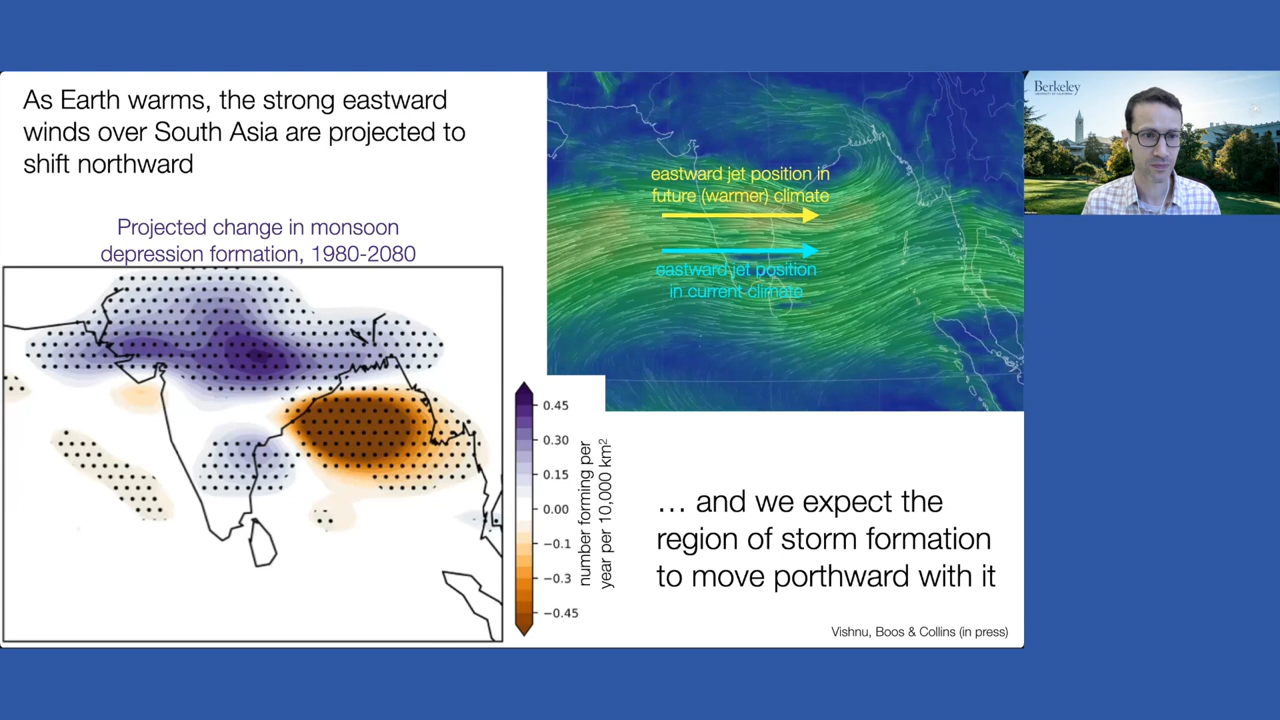 As Earth warms, the strong eastward
winds over South Asia are projected to
shift northward
Projected change in monsoon
depression formation, 1980-2080
0.45
0.30
0.15
0.00
−0.1
−0.3
−0.45
number forming per
year per 10,000 km²
eastward jet position in
future (warmer) climate
eastward jet position
in current climate
… and we expect the
region of storm formation
to move porthward with it
Vishnu, Boos & Collins (in press)
Berkeley
UNIVERSITY OF CALIFORNIA